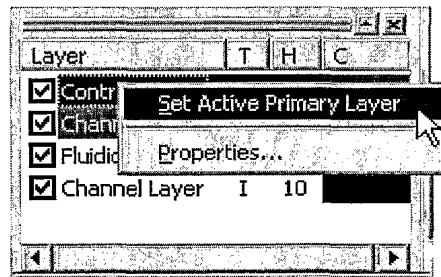 Layer T H C
Contr
Set Active Primary Layer
Chann
Fluidic
Properties...
Channel Layer I 10